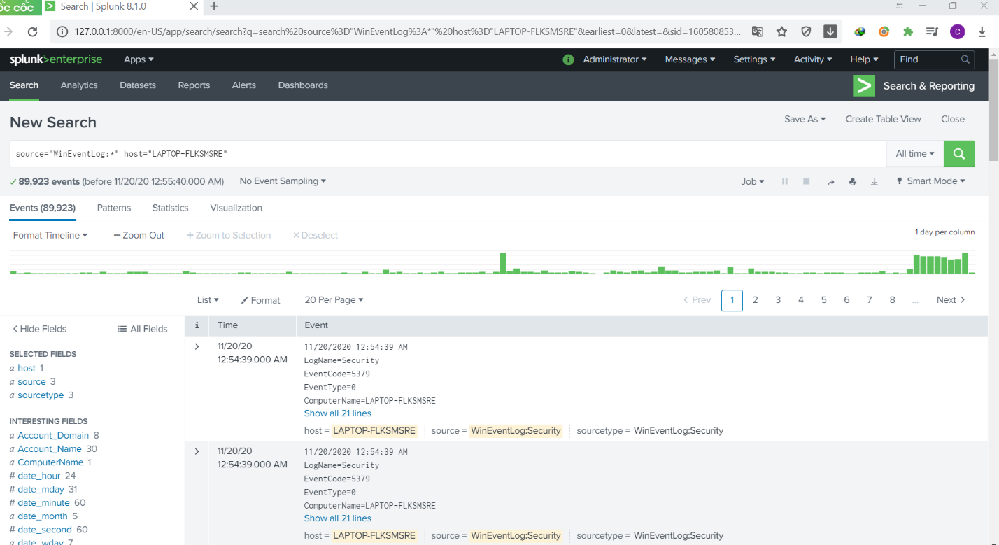 ỐC CỐC
Search | Splunk 8.1.0
127.0.0.1:8000/en-US/app/search/search?q=search%20source%3D"WinEventLog%3A*"%20host%3D"LAPTOP-FLKSMSRE"&earliest=0&latest=&sid=160580853...
C
splunk>enterprise Apps
i Administrator Messages Settings Activity Help Find
Search Analytics Datasets Reports Alerts Dashboards
> Search & Reporting
New Search
Save As Create Table View Close
source="WinEventLog:*" host="LAPTOP-FLKSMSRE"
All time
89,923 events (before 11/20/20 12:55:40.000 AM) No Event Sampling
Job Smart Mode
Events (89,923) Patterns Statistics Visualization
Format Timeline — Zoom Out + Zoom to Selection × Deselect
1 day per column
List Format 20 Per Page
< Prev 1 2 3 4 5 6 7 8 ... Next >
< Hide Fields All Fields
SELECTED FIELDS
a host 1
a source 3
a sourcetype 3
INTERESTING FIELDS
a Account_Domain 8
a Account_Name 30
a ComputerName 1
# date_hour 24
# date_mday 31
# date_minute 60
a date_month 5
# date_second 60
a date_wday 7
i Time Event
> 11/20/20
12:54:39.000 AM
11/20/2020 12:54:39 AM
LogName=Security
EventCode=5379
EventType=0
ComputerName=LAPTOP-FLKSMSRE
Show all 21 lines
host = LAPTOP-FLKSMSRE source = WinEventLog:Security sourcetype = WinEventLog:Security
> 11/20/20
12:54:39.000 AM
11/20/2020 12:54:39 AM
LogName=Security
EventCode=5379
EventType=0
ComputerName=LAPTOP-FLKSMSRE
Show all 21 lines
host = LAPTOP-FLKSMSRE source = WinEventLog:Security sourcetype = WinEventLog:Security